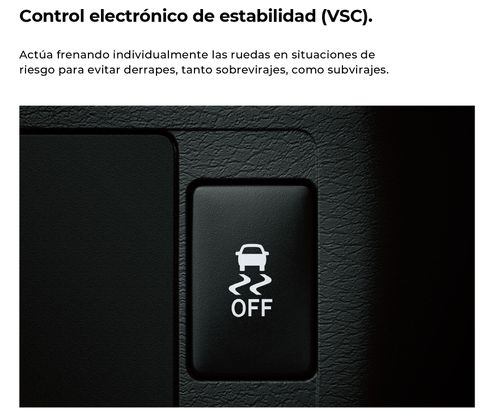 Control electrónico de estabilidad (VSC).
Actúa frenando individualmente las ruedas en situaciones de
riesgo para evitar derrapes, tanto sobrevirajes, como subvirajes.
OFF